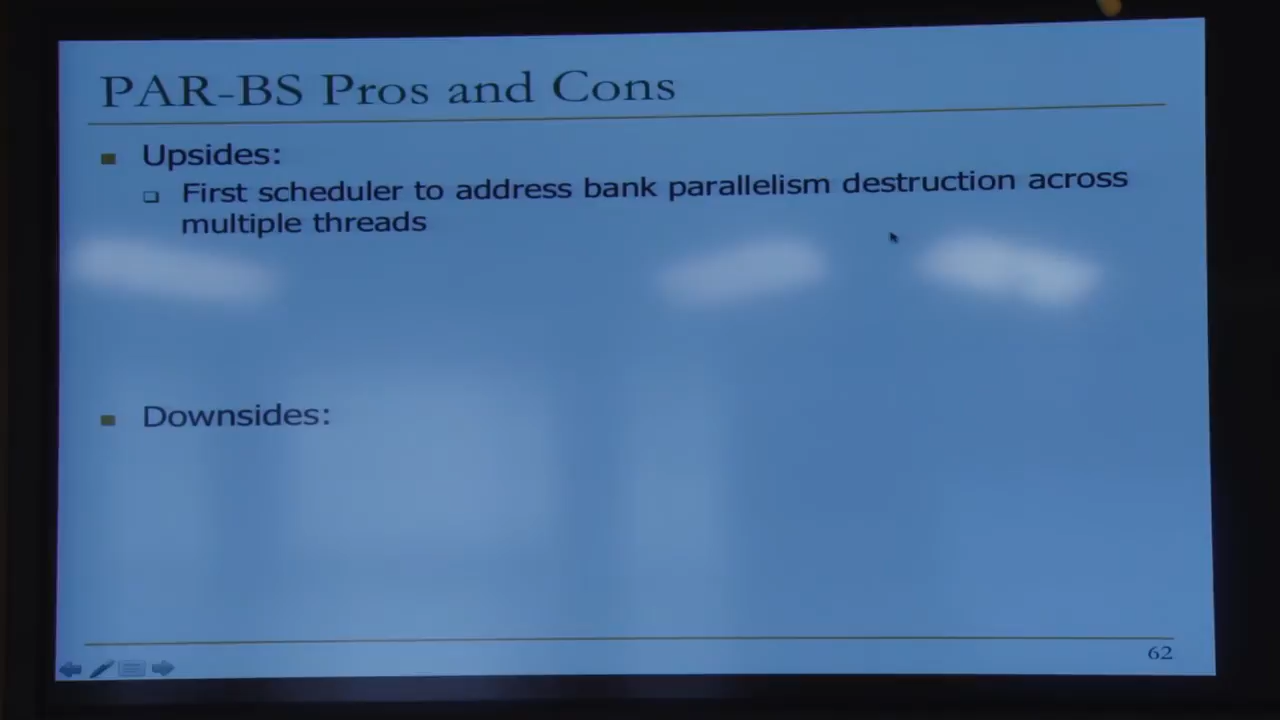 PAR-BS Pros and Cons
Upsides:
First scheduler to address bank parallelism destruction across
multiple threads
Downsides:
62